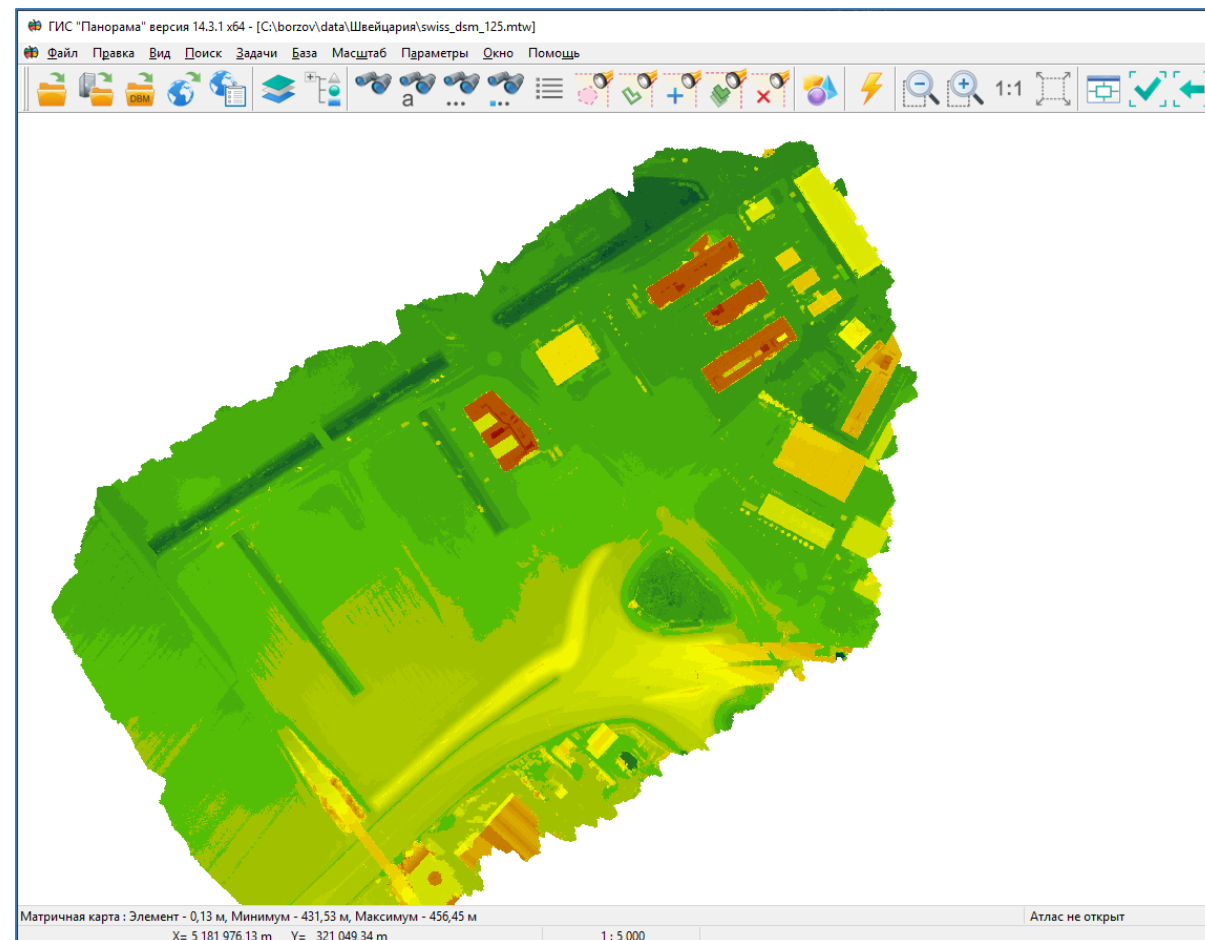 ГИС "Панорама" версия 14.3.1 x64 - [C:\borzov\data\Швейцария\swiss_dsm_125.mtw]
Файл Правка Вид Поиск Задачи База Масштаб Параметры Окно Помощь
DBM a 1:1
Матричная карта : Элемент - 0,13 м, Минимум - 431,53 м, Максимум - 456,45 м Атлас не открыт
X= 5 181 976.13 m Y= 321 049.34 m 1 : 5 000